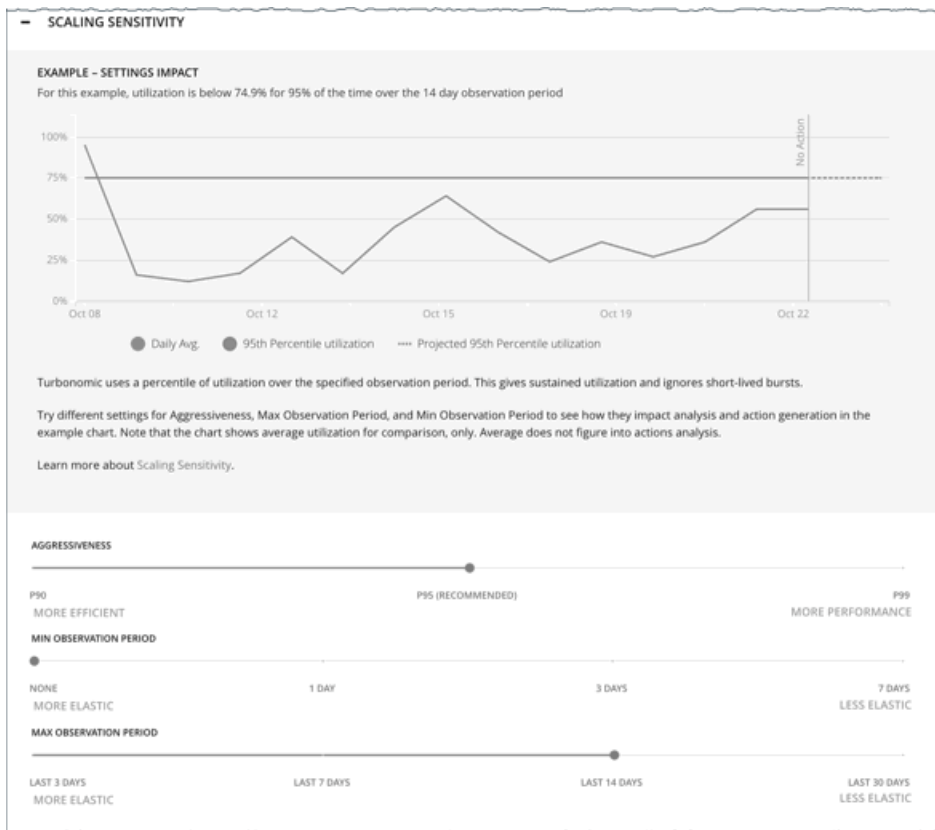 − SCALING SENSITIVITY
EXAMPLE – SETTINGS IMPACT
For this example, utilization is below 74.9% for 95% of the time over the 14 day observation period
100%
75%
50%
25%
0%
No Action
Oct 08 Oct 12 Oct 15 Oct 19 Oct 22
Daily Avg. 95th Percentile utilization Projected 95th Percentile utilization
Turbonomic uses a percentile of utilization over the specified observation period. This gives sustained utilization and ignores short-lived bursts.
Try different settings for Aggressiveness, Max Observation Period, and Min Observation Period to see how they impact analysis and action generation in the
example chart. Note that the chart shows average utilization for comparison, only. Average does not figure into actions analysis.
Learn more about Scaling Sensitivity.
AGGRESSIVENESS
P90 P95 (RECOMMENDED) P99
MORE EFFICIENT MORE PERFORMANCE
MIN OBSERVATION PERIOD
NONE 1 DAY 3 DAYS 7 DAYS
MORE ELASTIC LESS ELASTIC
MAX OBSERVATION PERIOD
LAST 3 DAYS LAST 7 DAYS LAST 14 DAYS LAST 30 DAYS
MORE ELASTIC LESS ELASTIC